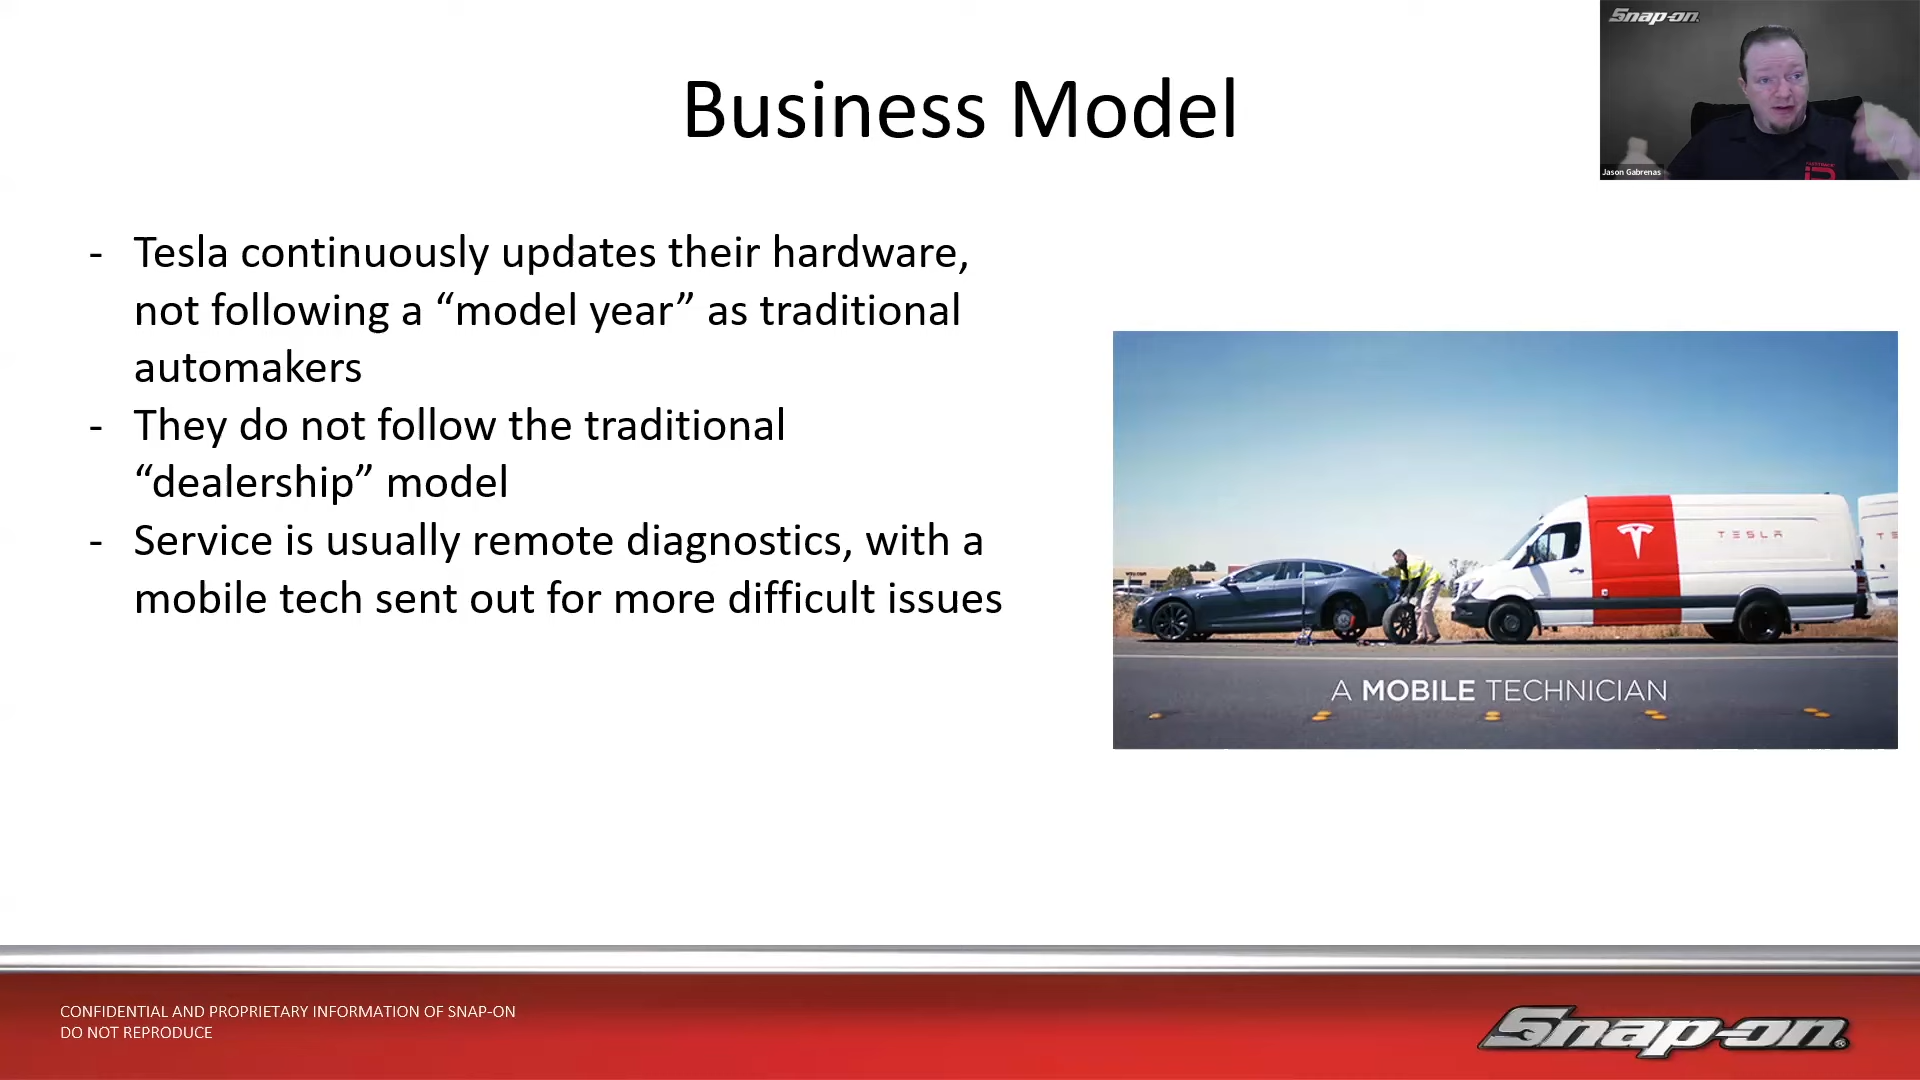 Snap-on
Business Model
Jason Gabrenas
- Tesla continuously updates their hardware,
not following a “model year” as traditional
automakers
- They do not follow the traditional
“dealership” model
- Service is usually remote diagnostics, with a
mobile tech sent out for more difficult issues
TESLA
A MOBILE TECHNICIAN
CONFIDENTIAL AND PROPRIETARY INFORMATION OF SNAP-ON
DO NOT REPRODUCE
Snap-on®